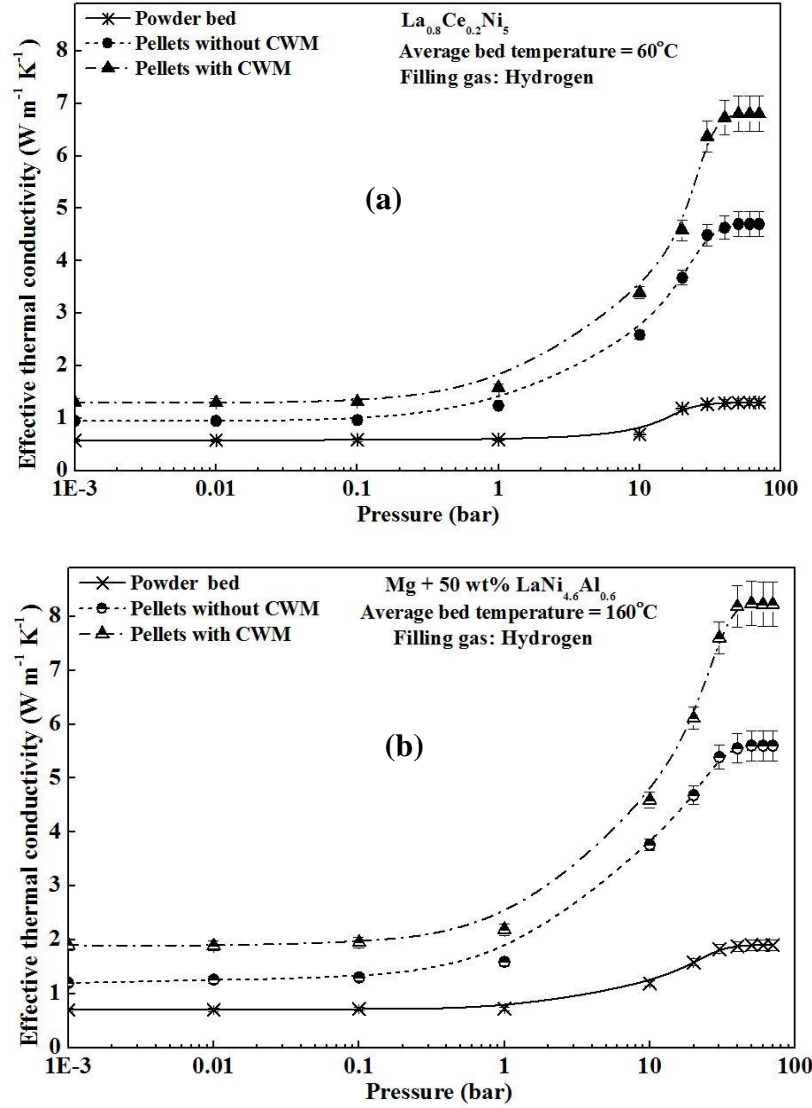 Powder bed
Pellets without CWM
Pellets with CWM
La0.8Ce0.2Ni5
Average bed temperature = 60°C
Filling gas: Hydrogen
(a)
Effective thermal conductivity (W m-1 K-1)
8
7
6
5
4
3
2
1
0
1E-3 0.01 0.1 1 10 100
Pressure (bar)
Powder bed
Pellets without CWM
Pellets with CWM
Mg + 50 wt% LaNi4.6Al0.6
Average bed temperature = 160°C
Filling gas: Hydrogen
(b)
Effective thermal conductivity (W m-1 K-1)
8
7
6
5
4
3
2
1
0
1E-3 0.01 0.1 1 10 100
Pressure (bar)